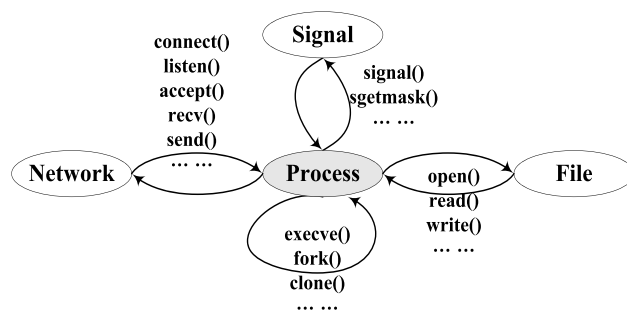 Signal
connect()
listen()
accept()
recv()
send()
... ...
signal()
sgetmask()
... ...
Network
Process
File
open()
read()
write()
... ...
execve()
fork()
clone()
... ...